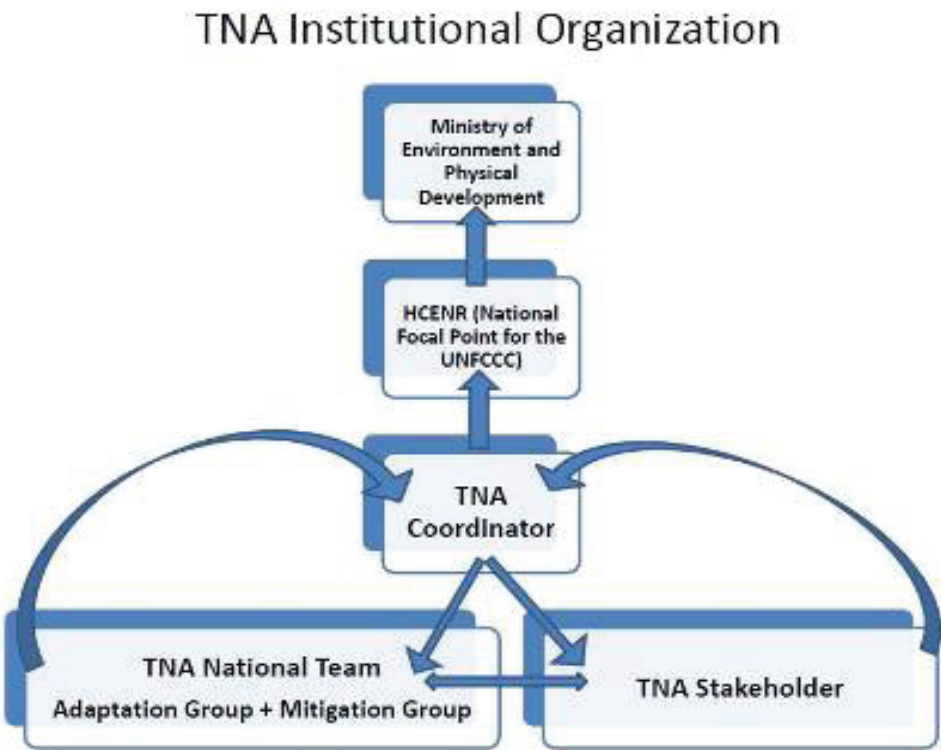 TNA Institutional Organization
Ministry of
Environment and
Physical
Development
HCENR (National
Focal Point for the
UNFCCC)
TNA
Coordinator
TNA National Team
Adaptation Group + Mitigation Group
TNA Stakeholder